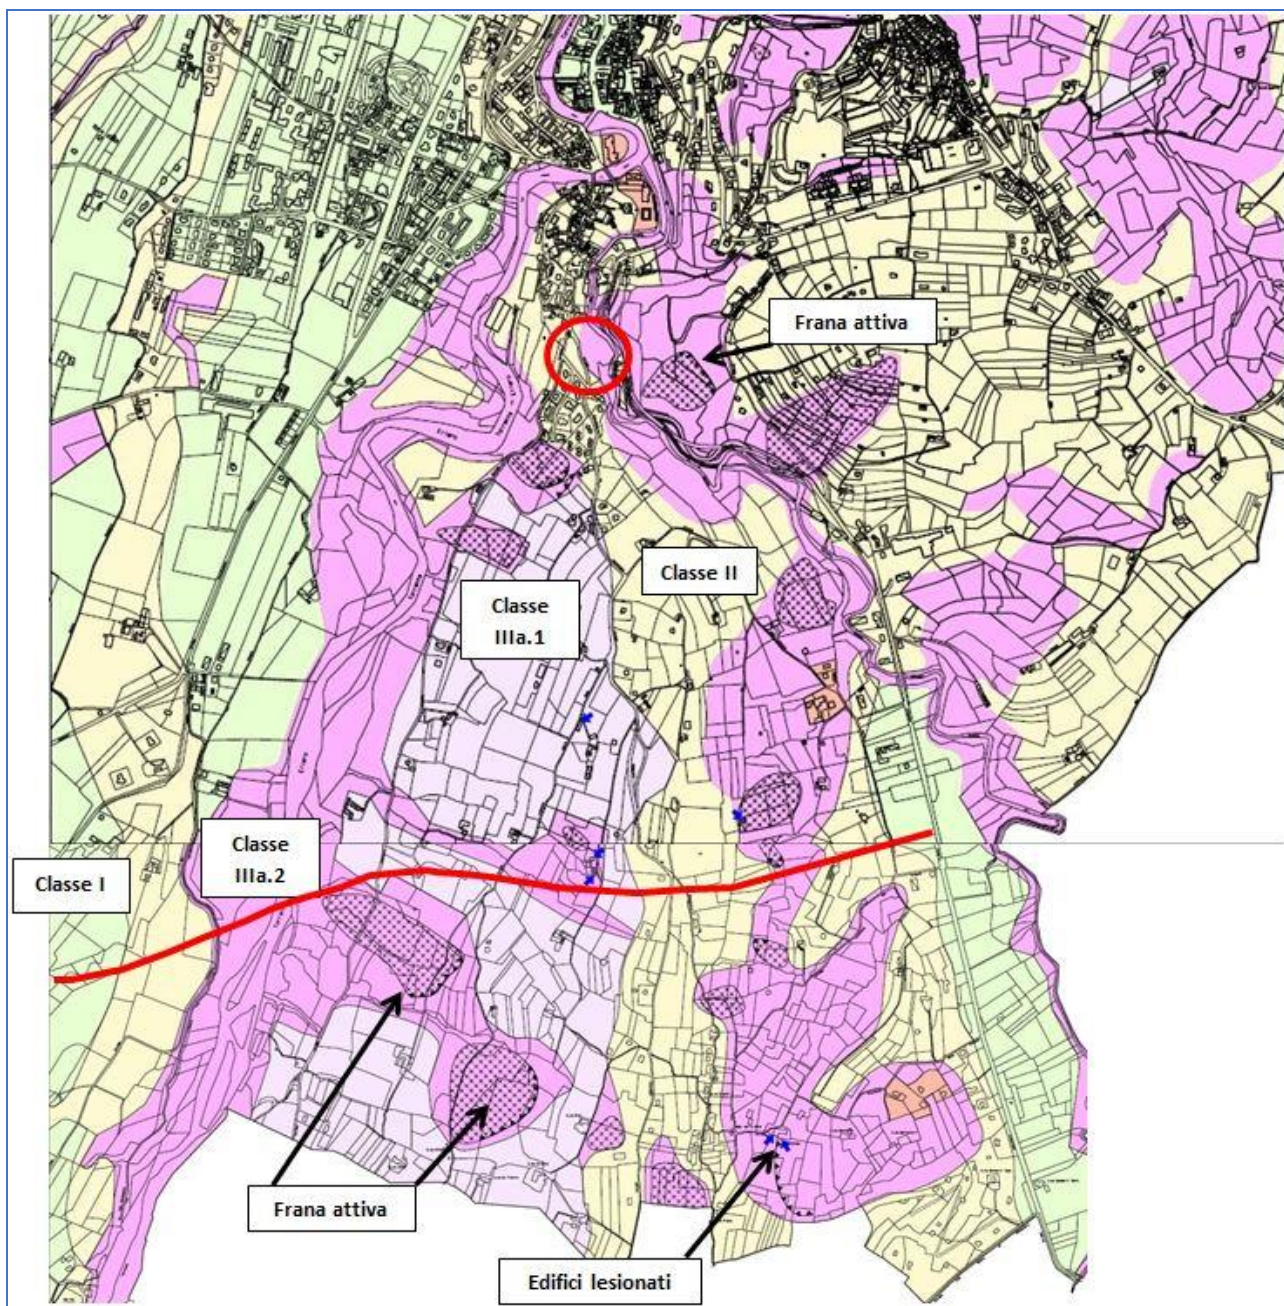 Frana attiva
Classe II
Classe
IIIa.1
Classe
IIIa.2
Classe I
Frana attiva
Edifici lesionati